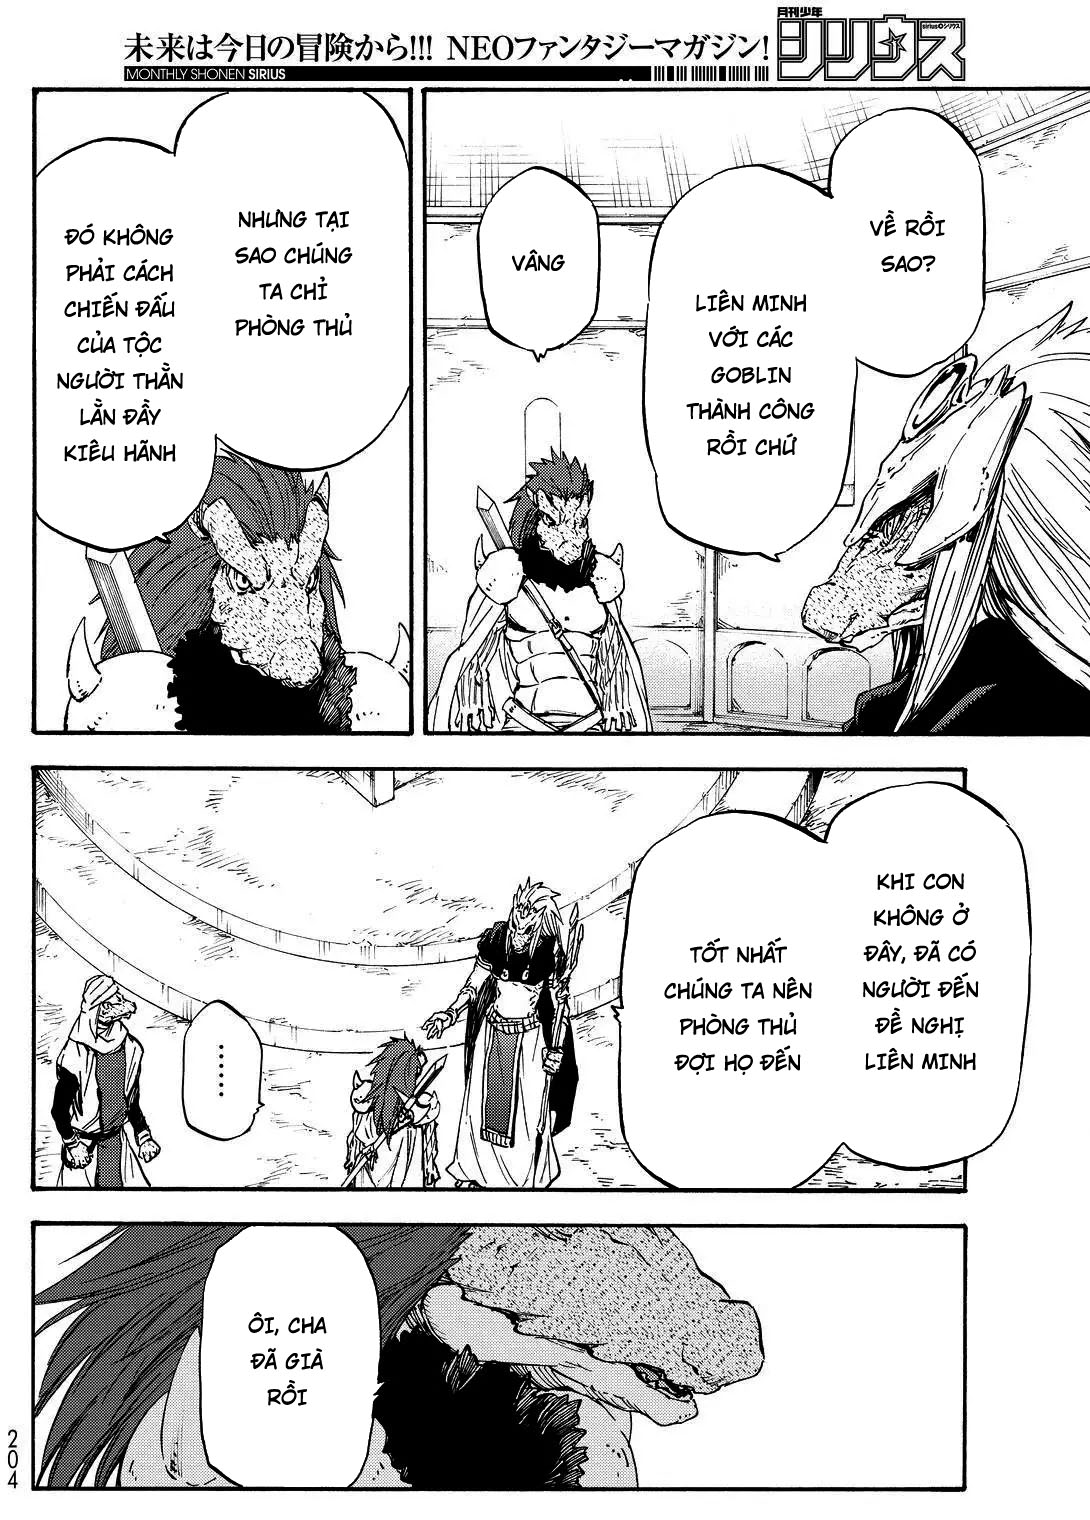 未来は今日の冒険から!!! NEOファンタジーマガジン!
MONTHLY SHONEN SIRIUS
月刊少年
シリウス
sirius●シリウス
VỀ RỒI
SAO?
LIÊN MINH
VỚI CÁC
GOBLIN
THÀNH CÔNG
RỒI CHỨ
VÂNG
NHƯNG TẠI
SAO CHÚNG
TA CHỈ
PHÒNG THỦ
ĐÓ KHÔNG
PHẢI CÁCH
CHIẾN ĐẤU
CỦA TỘC
NGƯỜI THẰN
LẰN ĐẦY
KIÊU HÃNH
KHI CON
KHÔNG Ở
ĐÂY, ĐÃ CÓ
NGƯỜI ĐẾN
ĐỀ NGHỊ
LIÊN MINH
TỐT NHẤT
CHÚNG TA NÊN
PHÒNG THỦ
ĐỢI HỌ ĐẾN
......
ÔI, CHA
ĐÃ GIÀ
RỒI
204